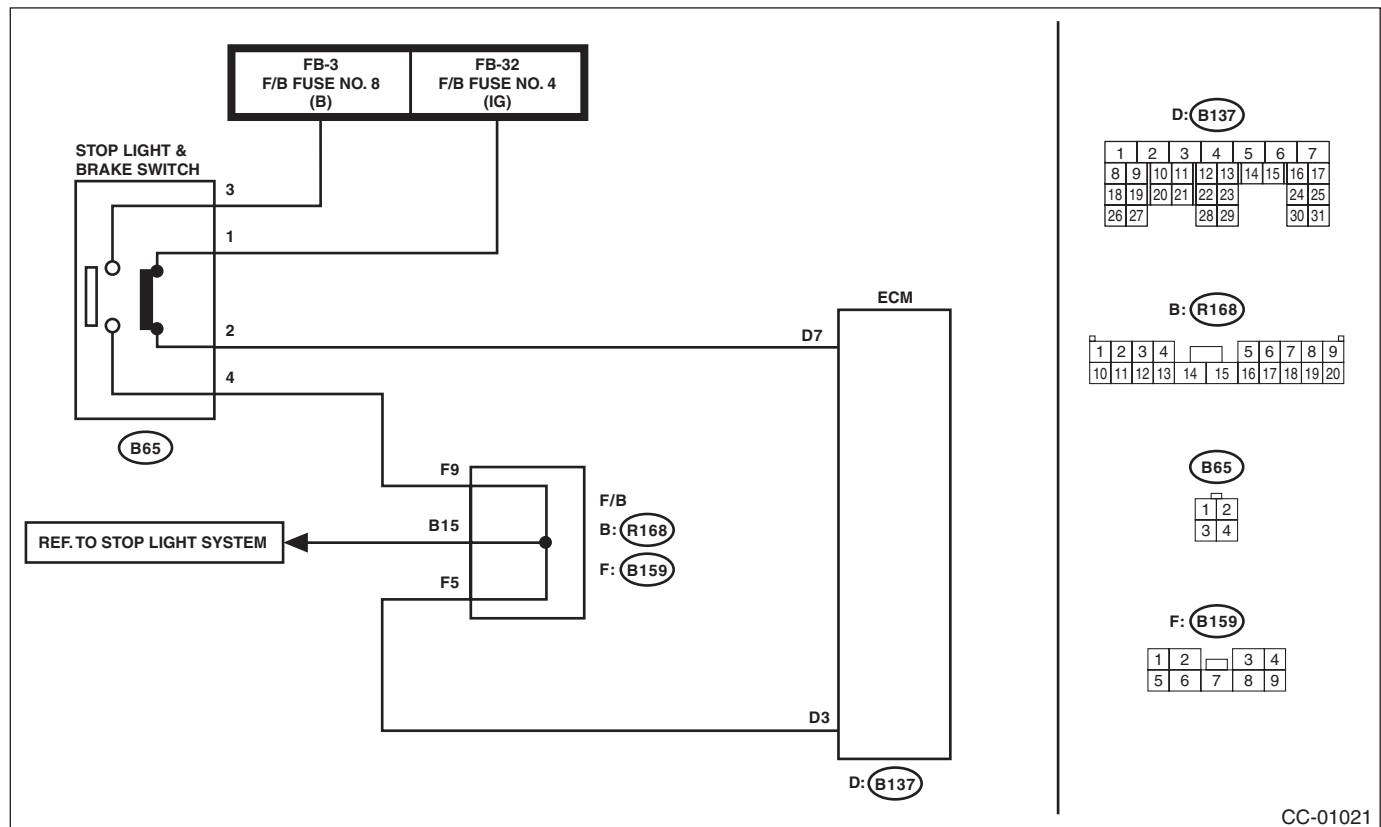 FB-3
F/B FUSE NO. 8
(B)
FB-32
F/B FUSE NO. 4
(IG)
STOP LIGHT &
BRAKE SWITCH
3
1
2
4
B65
D7
ECM
F9
B15
F5
F/B
B: R168
F: B159
REF. TO STOP LIGHT SYSTEM
D3
D: B137
D: B137
1 2 3 4 5 6 7
8 9 10 11 12 13 14 15 16 17
18 19 20 21 22 23 24 25
26 27 28 29 30 31
B: R168
1 2 3 4 5 6 7 8 9
10 11 12 13 14 15 16 17 18 19 20
B65
1 2
3 4
F: B159
1 2 3 4
5 6 7 8 9
CC-01021